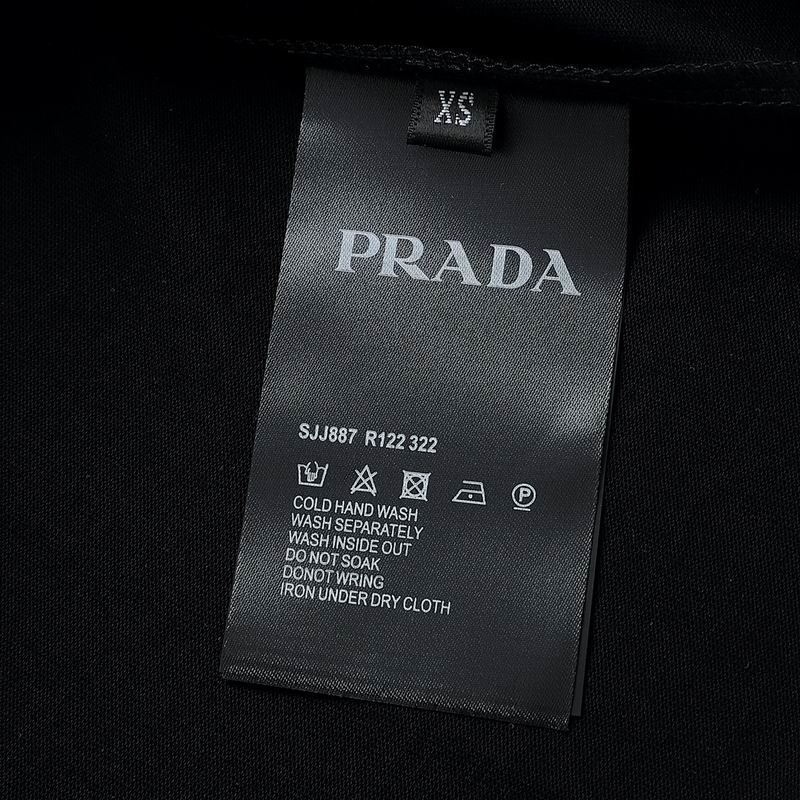 XS
PRADA
SJJ887 R122 322
P
COLD HAND WASH
WASH SEPARATELY
WASH INSIDE OUT
DO NOT SOAK
DONOT WRING
IRON UNDER DRY CLOTH